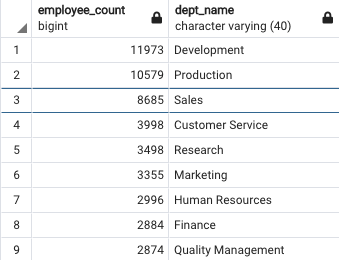 employee_count dept_name
bigint character varying (40)
1 11973 Development
2 10579 Production
3 8685 Sales
4 3998 Customer Service
5 3498 Research
6 3355 Marketing
7 2996 Human Resources
8 2884 Finance
9 2874 Quality Management